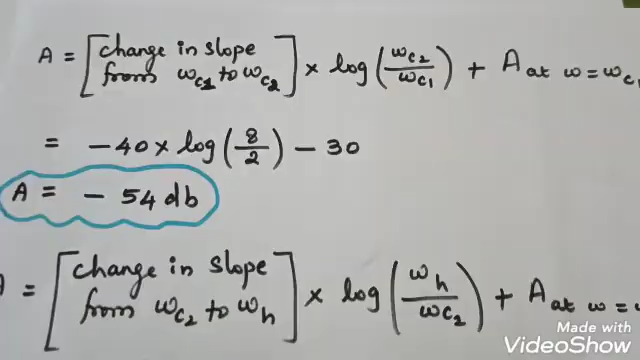 A = [change in slope from ωc1 to ωc2] × log(ωc2/ωc1) + A at ω = ωc1
= -40 × log(8/2) - 30
A = - 54 db
= [change in slope from ωc2 to ωh] × log(ωh/ωc2) + A at ω =
Made with
VideoShow